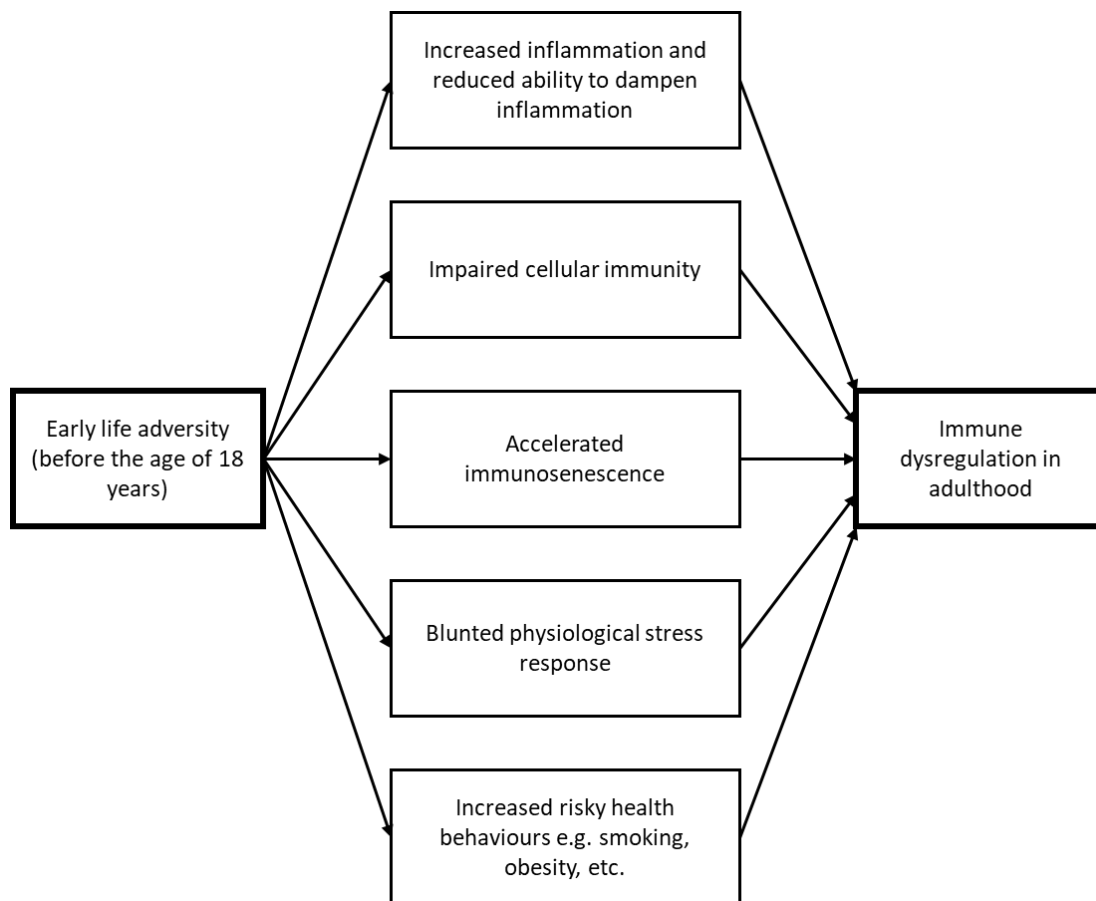 Increased inflammation and
reduced ability to dampen
inflammation
Impaired cellular immunity
Early life adversity
(before the age of 18
years)
Accelerated
immunosenescence
Immune
dysregulation in
adulthood
Blunted physiological stress
response
Increased risky health
behaviours e.g. smoking,
obesity, etc.